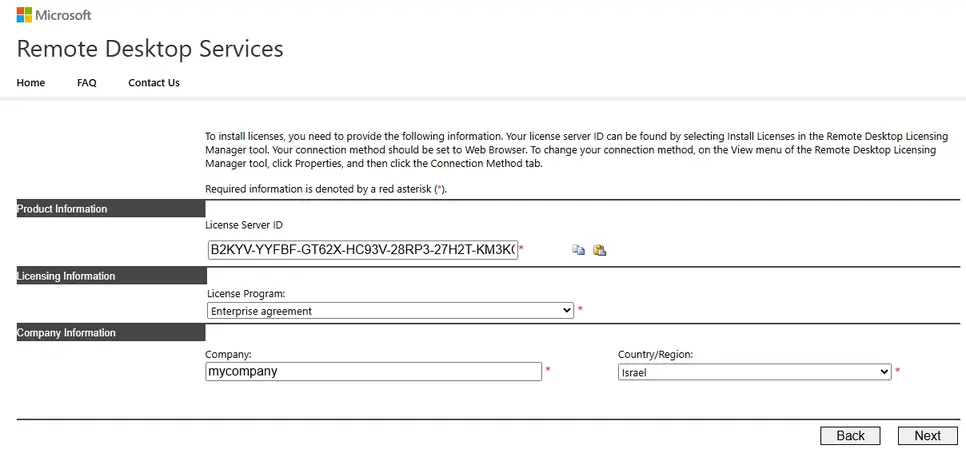 Microsoft
Remote Desktop Services
Home FAQ Contact Us
To install licenses, you need to provide the following information. Your license server ID can be found by selecting Install Licenses in the Remote Desktop Licensing
Manager tool. Your connection method should be set to Web Browser. To change your connection method, on the View menu of the Remote Desktop Licensing
Manager tool, click Properties, and then click the Connection Method tab.
Required information is denoted by a red asterisk (*).
Product Information
License Server ID
B2KYV-YYFBF-GT62X-HC93V-28RP3-27H2T-KM3K *
Licensing Information
License Program:
Enterprise agreement *
Company Information
Company: Country/Region:
mycompany * Israel *
Back Next